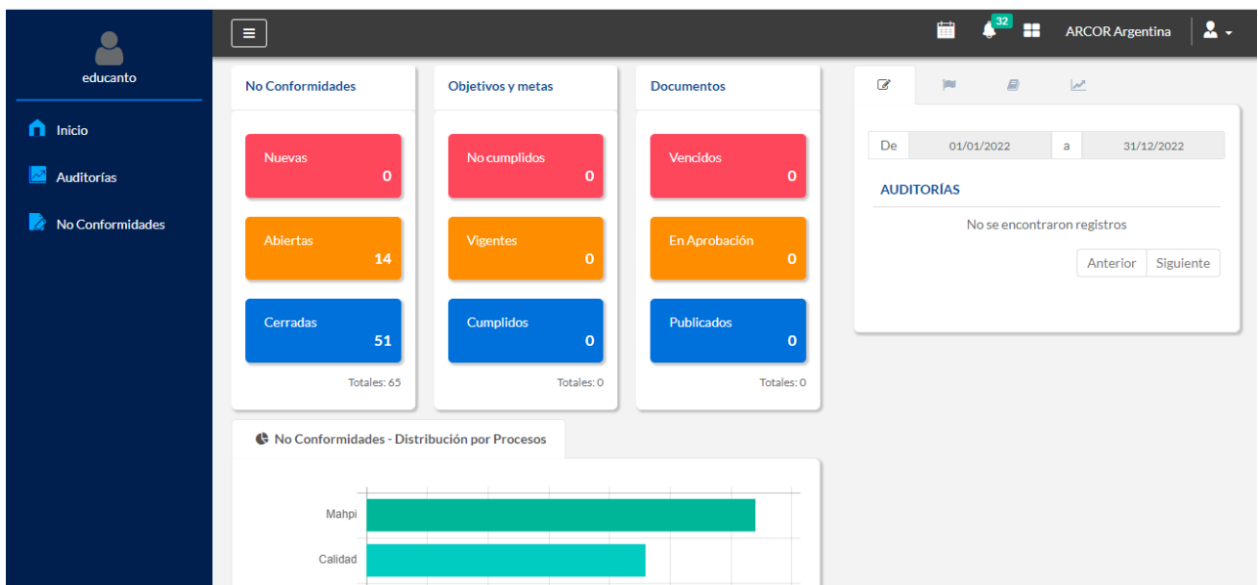 32
ARCOR Argentina
educanto
Inicio
Auditorías
No Conformidades
No Conformidades
Nuevas
0
Abiertas
14
Cerradas
51
Totales: 65
Objetivos y metas
No cumplidos
0
Vigentes
0
Cumplidos
0
Totales: 0
Documentos
Vencidos
0
En Aprobación
0
Publicados
0
Totales: 0
De 01/01/2022 a 31/12/2022
AUDITORÍAS
No se encontraron registros
Anterior Siguiente
No Conformidades - Distribución por Procesos
Mahpi
Calidad